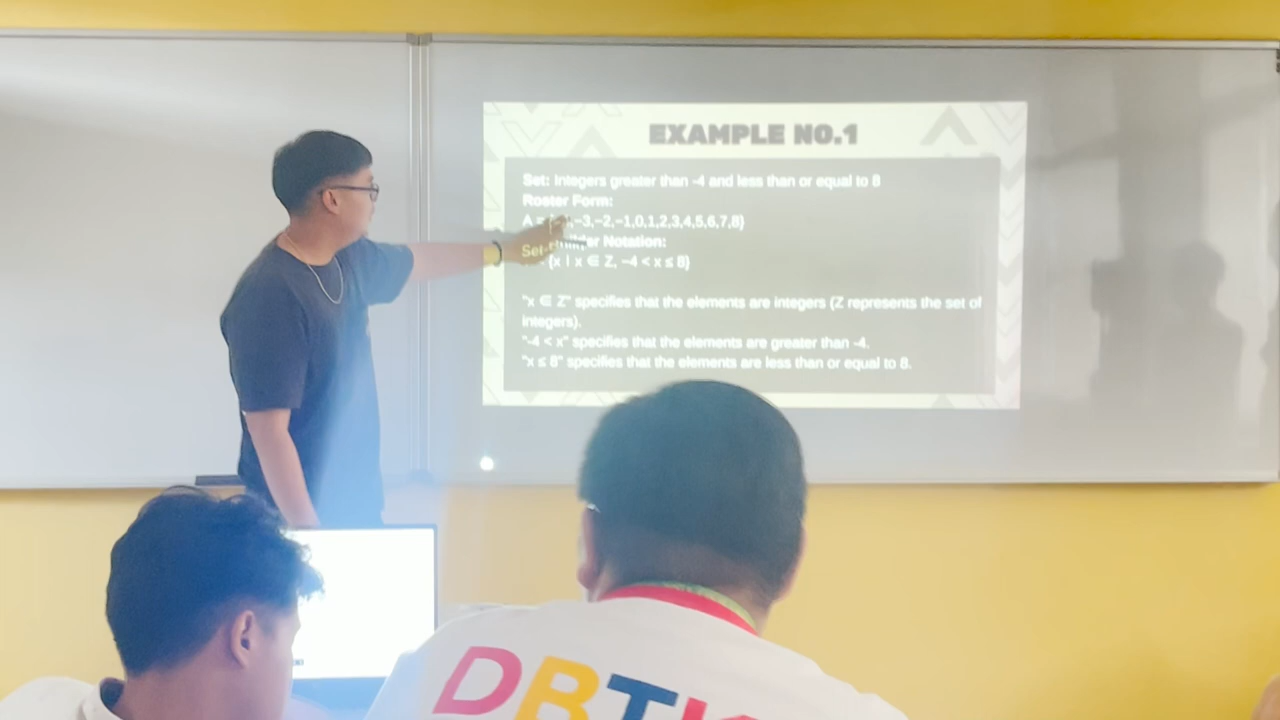 EXAMPLE NO.1
Set: Integers greater than -4 and less than or equal to 8
Roster Form:
A = {,−3,−2,−1,0,1,2,3,4,5,6,7,8}
Set-Builder Notation:
{x | x ∈ Z, −4 < x ≤ 8}
"x ∈ Z" specifies that the elements are integers (Z represents the set of
integers).
"-4 < x" specifies that the elements are greater than -4.
"x ≤ 8" specifies that the elements are less than or equal to 8.
DBTI